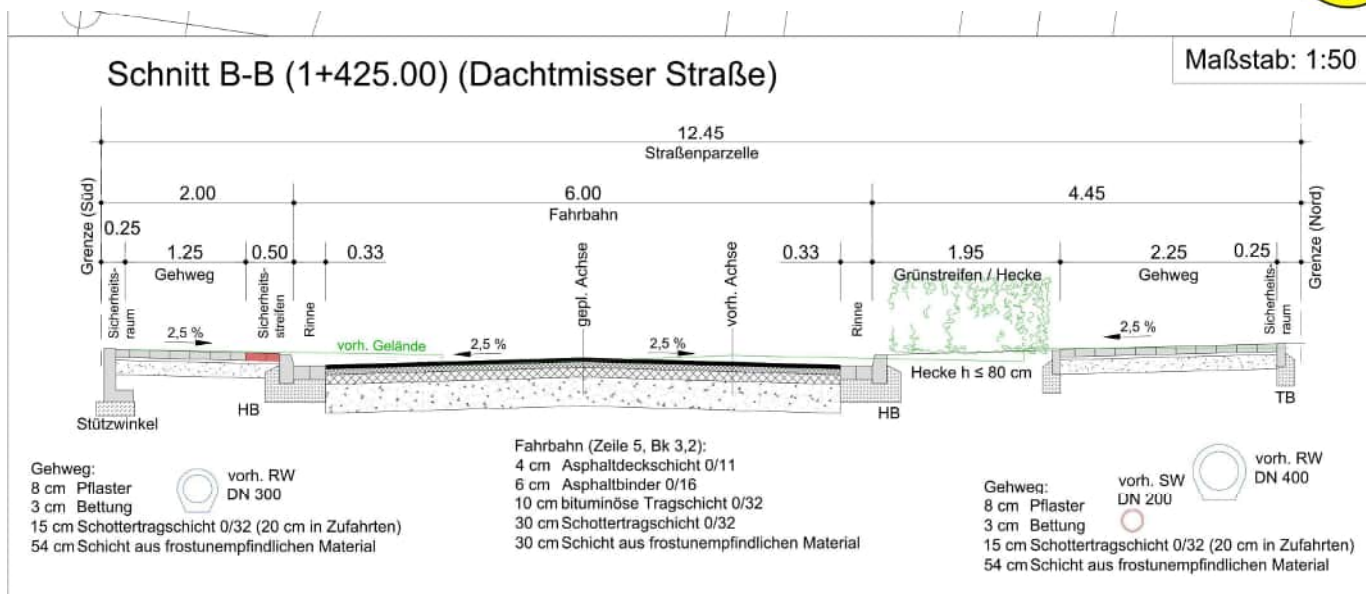 Maßstab: 1:50
Schnitt B-B (1+425.00) (Dachtmisser Straße)
12.45
Straßenparzelle
Grenze (Süd)
2.00
6.00
Fahrbahn
4.45
Grenze (Nord)
0.25
1.25
Gehweg
0.50
0.33
gepl. Achse
vorh. Achse
0.33
1.95
Grünstreifen / Hecke
2.25
Gehweg
0.25
Sicherheits-
raum
Sicherheits-
streifen
Rinne
Rinne
Sicherheits-
raum
2,5 %
vorh. Gelände
2,5 %
2,5 %
2,5 %
Hecke h ≤ 80 cm
Stützwinkel
HB
HB
TB
Gehweg:
8 cm Pflaster
3 cm Bettung
15 cm Schottertragschicht 0/32 (20 cm in Zufahrten)
54 cm Schicht aus frostunempfindlichen Material
vorh. RW
DN 300
Fahrbahn (Zeile 5, Bk 3,2):
4 cm Asphaltdeckschicht 0/11
6 cm Asphaltbinder 0/16
10 cm bituminöse Tragschicht 0/32
30 cm Schottertragschicht 0/32
30 cm Schicht aus frostunempfindlichen Material
Gehweg:
8 cm Pflaster
3 cm Bettung
15 cm Schottertragschicht 0/32 (20 cm in Zufahrten)
54 cm Schicht aus frostunempfindlichen Material
vorh. SW
DN 200
vorh. RW
DN 400